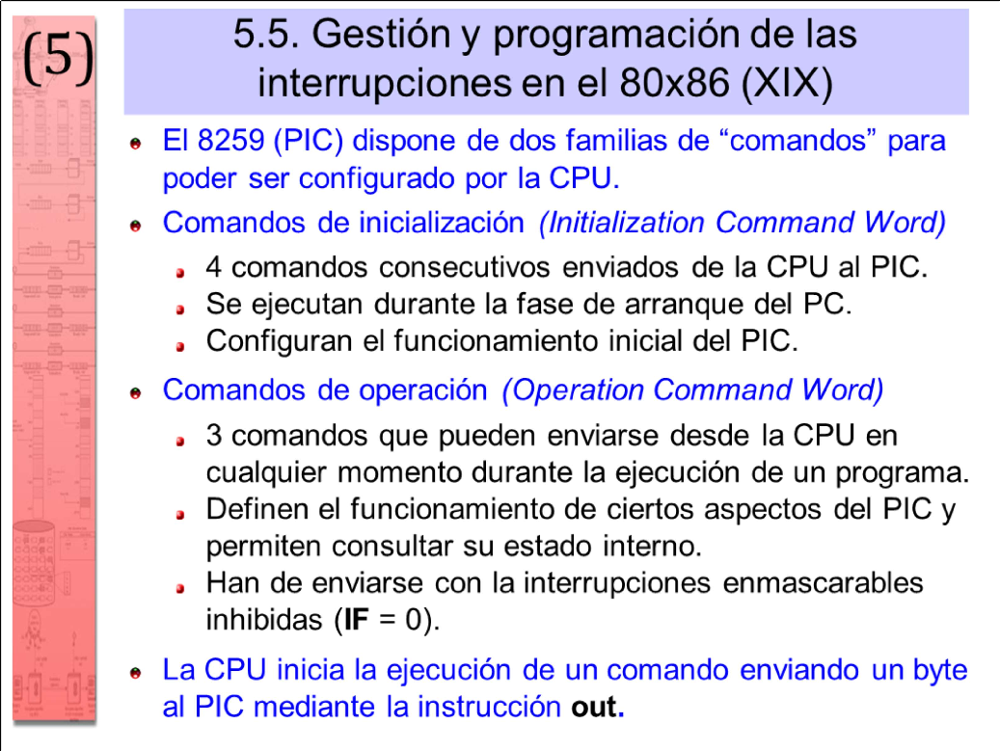 (5)
5.5. Gestión y programación de las
interrupciones en el 80x86 (XIX)
El 8259 (PIC) dispone de dos familias de “comandos” para
poder ser configurado por la CPU.
Comandos de inicialización (Initialization Command Word)
4 comandos consecutivos enviados de la CPU al PIC.
Se ejecutan durante la fase de arranque del PC.
Configuran el funcionamiento inicial del PIC.
Comandos de operación (Operation Command Word)
3 comandos que pueden enviarse desde la CPU en
cualquier momento durante la ejecución de un programa.
Definen el funcionamiento de ciertos aspectos del PIC y
permiten consultar su estado interno.
Han de enviarse con la interrupciones enmascarables
inhibidas (IF = 0).
La CPU inicia la ejecución de un comando enviando un byte
al PIC mediante la instrucción out.